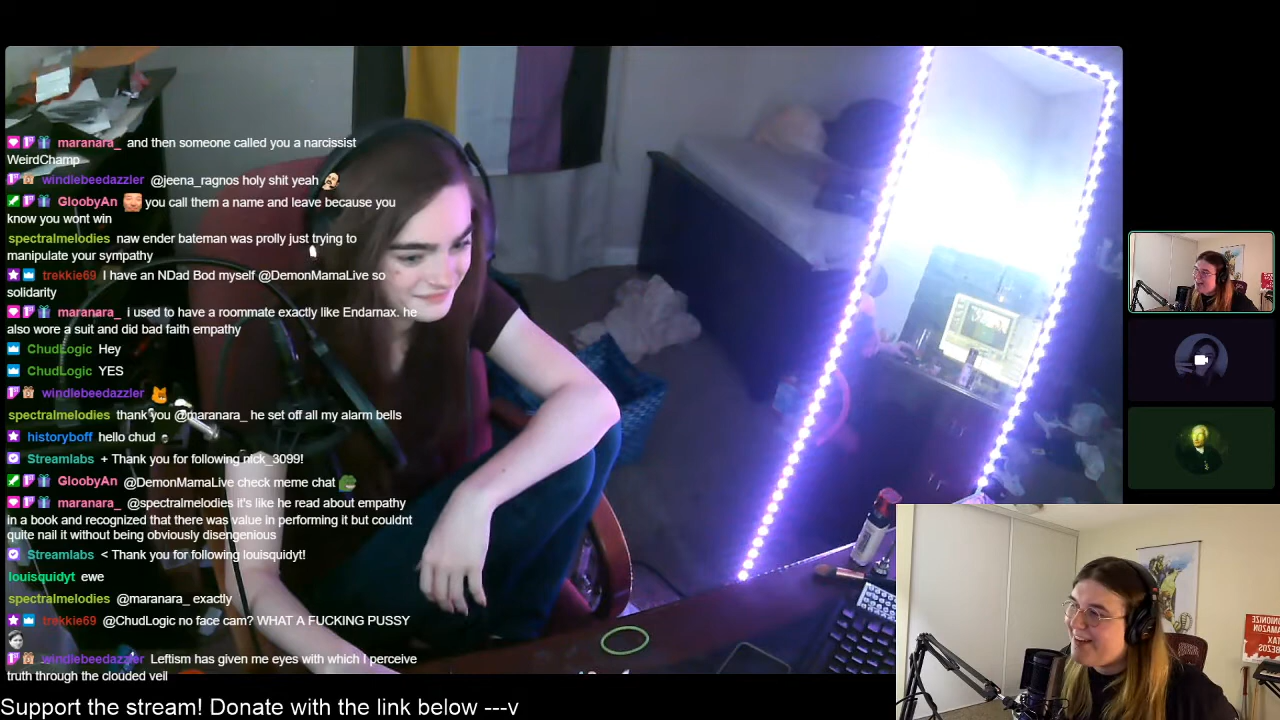 maranara_ and then someone called you a narcissist
WeirdChamp
windlebeedazzler @jeena_ragnos holy shit yeah
GloobyAn you call them a name and leave because you
know you wont win
spectralmelodies naw ender bateman was prolly just trying to
manipulate your sympathy
trekkie69 I have an NDad Bod myself @DemonMamaLive so
solidarity
maranara_ i used to have a roommate exactly like Endarnax. he
also wore a suit and did bad faith empathy
ChudLogic Hey
ChudLogic YES
windlebeedazzler
spectralmelodies thank you @maranara_ he set off all my alarm bells
historyboff hello chud
Streamlabs + Thank you for following nick_3099!
GloobyAn @DemonMamaLive check meme chat
maranara_ @spectralmelodies it's like he read about empathy
in a book and recognized that there was value in performing it but couldnt
quite nail it without being obviously disengenious
Streamlabs < Thank you for following louisquidyt!
louisquidyt ewe
spectralmelodies @maranara_ exactly
trekkie69 @ChudLogic no face cam? WHAT A FUCKING PUSSY
windlebeedazzler Leftism has given me eyes with which I perceive
truth through the clouded veil
Support the stream! Donate with the link below ---v
UNIONIZE
AMAZON
TAX
BEZOS